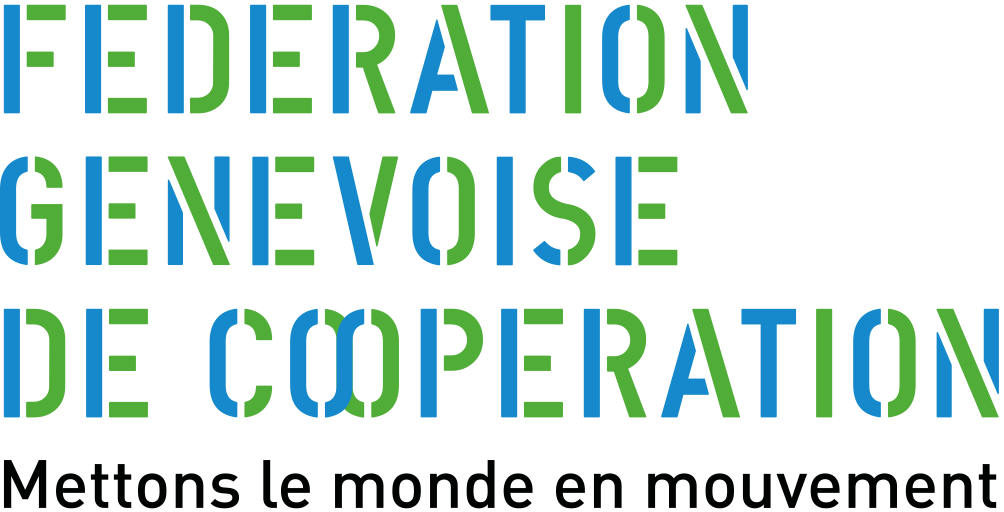 FEDERATION
GENEVOISE
DE COOPERATION
Mettons le monde en mouvement